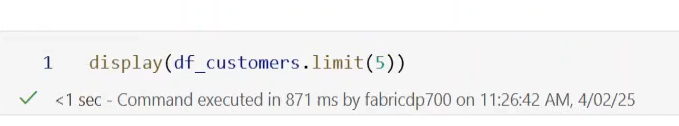 1 display(df_customers.limit(5))
<1 sec - Command executed in 871 ms by fabricdp700 on 11:26:42 AM, 4/02/25